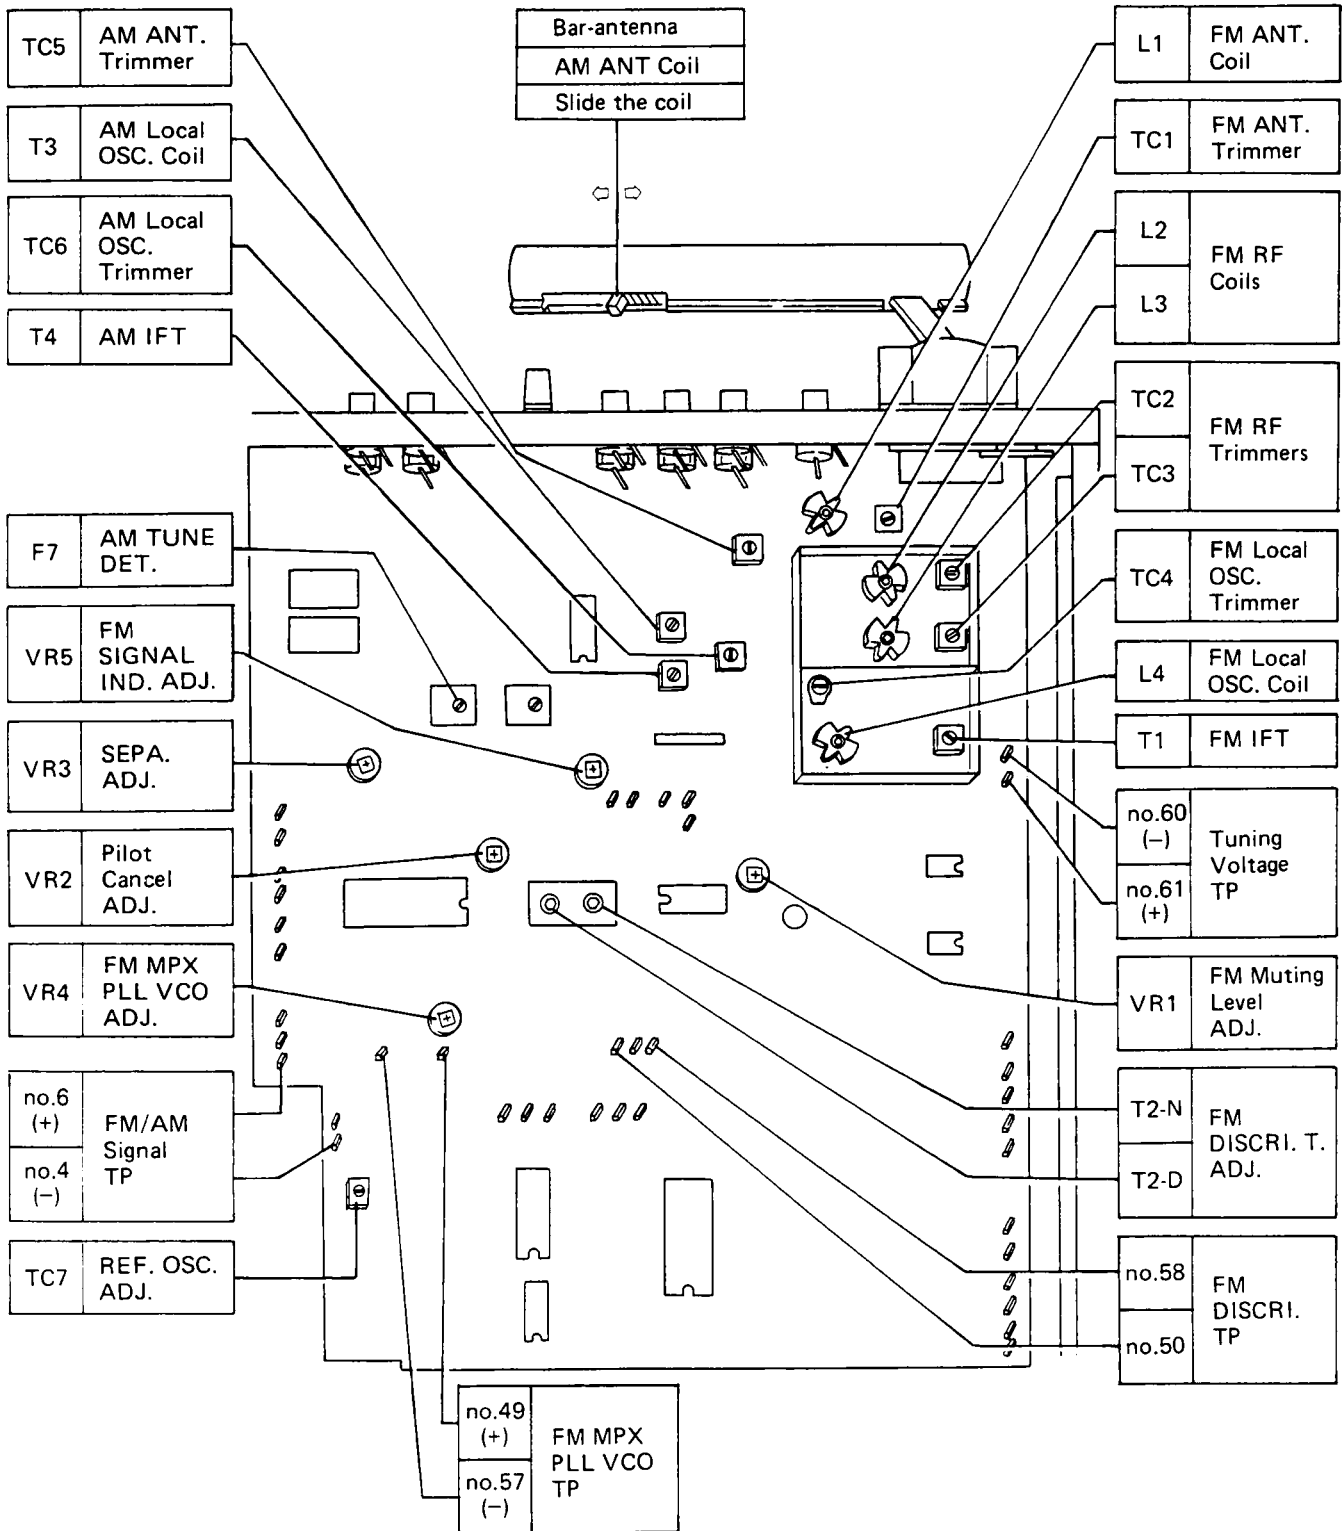 TC5
AM ANT.
Trimmer
T3
AM Local
OSC. Coil
TC6
AM Local
OSC.
Trimmer
T4
AM IFT
F7
AM TUNE
DET.
VR5
FM
SIGNAL
IND. ADJ.
VR3
SEPA.
ADJ.
VR2
Pilot
Cancel
ADJ.
VR4
FM MPX
PLL VCO
ADJ.
no.6
(+)
no.4
(−)
FM/AM
Signal
TP
TC7
REF. OSC.
ADJ.
Bar-antenna
AM ANT Coil
Slide the coil
L1
FM ANT.
Coil
TC1
FM ANT.
Trimmer
L2
L3
FM RF
Coils
TC2
TC3
FM RF
Trimmers
TC4
FM Local
OSC.
Trimmer
L4
FM Local
OSC. Coil
T1
FM IFT
no.60
(−)
no.61
(+)
Tuning
Voltage
TP
VR1
FM Muting
Level
ADJ.
T2-N
T2-D
FM
DISCRI. T.
ADJ.
no.58
no.50
FM
DISCRI.
TP
no.49
(+)
no.57
(−)
FM MPX
PLL VCO
TP